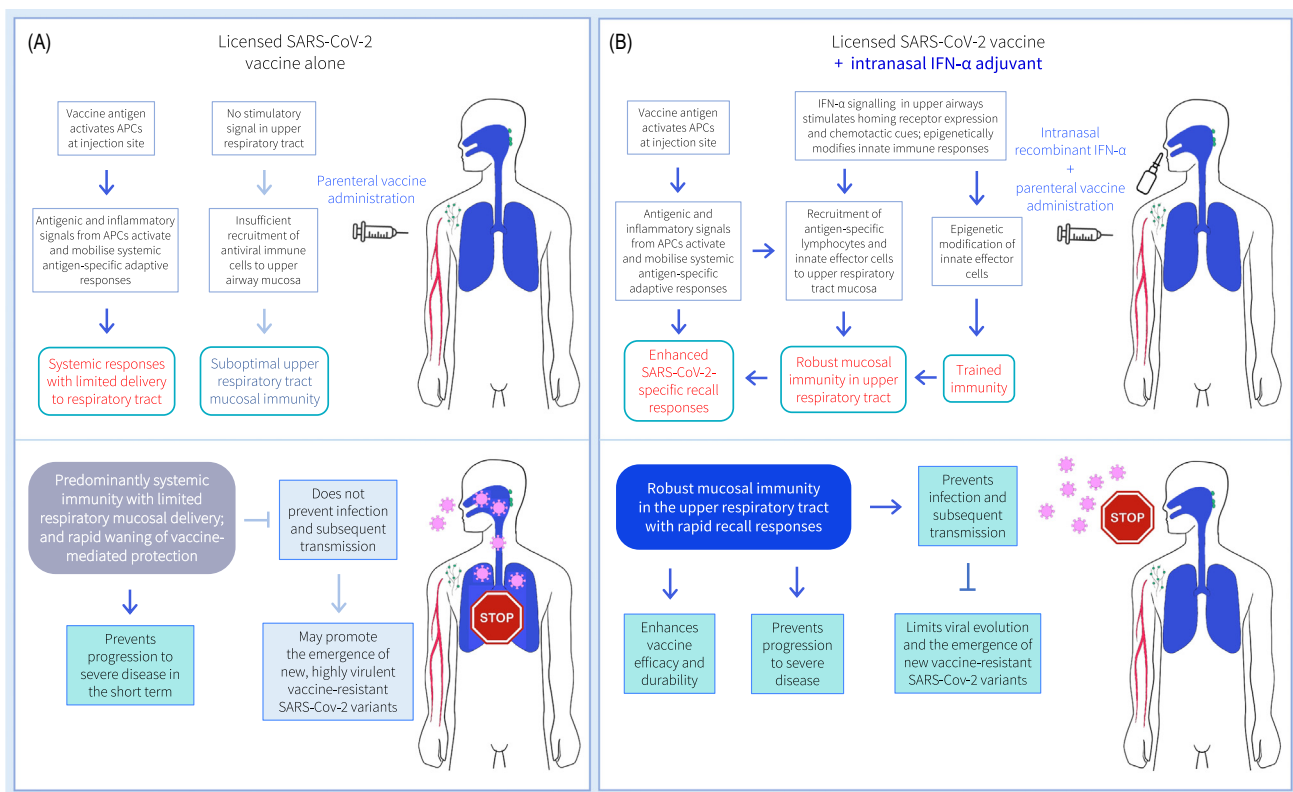 (A)
Licensed SARS-CoV-2
vaccine alone
Vaccine antigen
activates APCs
at injection site
No stimulatory
signal in upper
respiratory tract
Parenteral vaccine
administration
Antigenic and inflammatory
signals from APCs activate
and mobilise systemic
antigen-specific adaptive
responses
Insufficient
recruitment of
antiviral immune
cells to upper
airway mucosa
Systemic responses
with limited delivery
to respiratory tract
Suboptimal upper
respiratory tract
mucosal immunity
Predominantly systemic
immunity with limited
respiratory mucosal delivery;
and rapid waning of vaccine-
mediated protection
Does not
prevent infection
and subsequent
transmission
Prevents
progression to
severe disease in
the short term
May promote
the emergence of
new, highly virulent
vaccine-resistant
SARS-Cov-2 variants
STOP
(B)
Licensed SARS-CoV-2 vaccine
+ intranasal IFN-α adjuvant
Vaccine antigen
activates APCs
at injection site
IFN-α signalling in upper airways
stimulates homing receptor expression
and chemotactic cues; epigenetically
modifies innate immune responses
Intranasal
recombinant IFN-α
+
parenteral vaccine
administration
Antigenic and
inflammatory signals
from APCs activate
and mobilise systemic
antigen-specific
adaptive responses
Recruitment of
antigen-specific
lymphocytes and
innate effector cells
to upper respiratory
tract mucosa
Epigenetic
modification of
innate effector
cells
Enhanced
SARS-CoV-2-
specific recall
responses
Robust mucosal
immunity in upper
respiratory tract
Trained
immunity
Robust mucosal immunity
in the upper respiratory tract
with rapid recall responses
Prevents
infection and
subsequent
transmission
STOP
Enhances
vaccine
efficacy and
durability
Prevents
progression
to severe
disease
Limits viral evolution
and the emergence of
new vaccine-resistant
SARS-Cov-2 variants